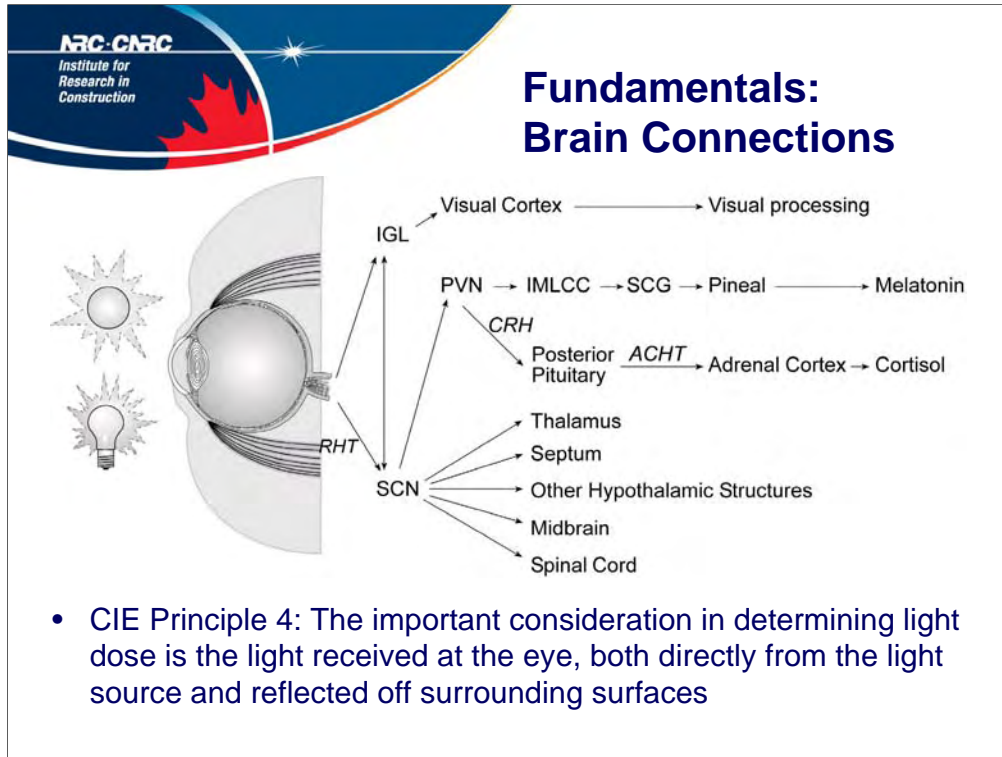 NRC·CNRC
Institute for
Research in
Construction
Fundamentals:
Brain Connections
Visual Cortex
Visual processing
IGL
PVN
IMLCC
SCG
Pineal
Melatonin
CRH
Posterior
Pituitary
ACHT
Adrenal Cortex
Cortisol
RHT
SCN
Thalamus
Septum
Other Hypothalamic Structures
Midbrain
Spinal Cord
• CIE Principle 4: The important consideration in determining light
dose is the light received at the eye, both directly from the light
source and reflected off surrounding surfaces